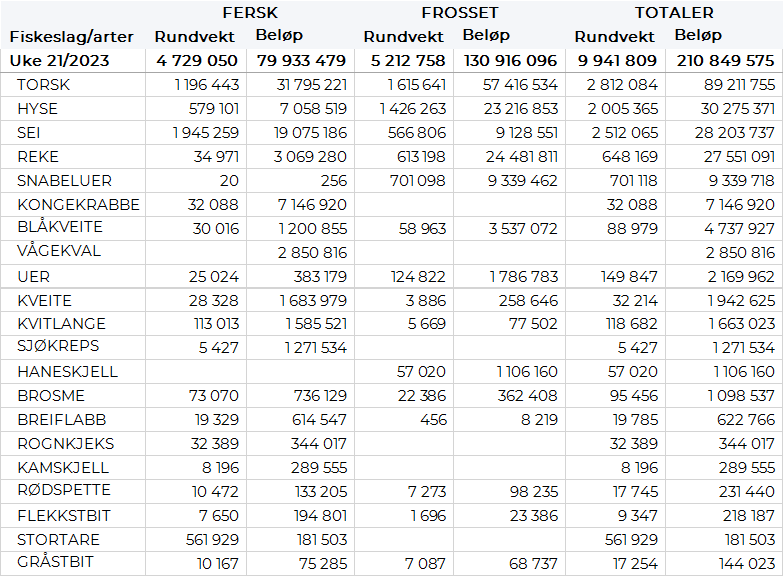 FERSK FROSSET TOTALER
Fiskeslag/arter Rundvekt Beløp Rundvekt Beløp Rundvekt Beløp
Uke 21/2023 4 729 050 79 933 479 5 212 758 130 916 096 9 941 809 210 849 575
TORSK 1 196 443 31 795 221 1 615 641 57 416 534 2 812 084 89 211 755
HYSE 579 101 7 058 519 1 426 263 23 216 853 2 005 365 30 275 371
SEI 1 945 259 19 075 186 566 806 9 128 551 2 512 065 28 203 737
REKE 34 971 3 069 280 613 198 24 481 811 648 169 27 551 091
SNABELUER 20 256 701 098 9 339 462 701 118 9 339 718
KONGEKRABBE 32 088 7 146 920 32 088 7 146 920
BLÅKVEITE 30 016 1 200 855 58 963 3 537 072 88 979 4 737 927
VÅGEKVAL 2 850 816 2 850 816
UER 25 024 383 179 124 822 1 786 783 149 847 2 169 962
KVEITE 28 328 1 683 979 3 886 258 646 32 214 1 942 625
KVITLANGE 113 013 1 585 521 5 669 77 502 118 682 1 663 023
SJØKREPS 5 427 1 271 534 5 427 1 271 534
HANESKJELL 57 020 1 106 160 57 020 1 106 160
BROSME 73 070 736 129 22 386 362 408 95 456 1 098 537
BREIFLABB 19 329 614 547 456 8 219 19 785 622 766
ROGNKJEKS 32 389 344 017 32 389 344 017
KAMSKJELL 8 196 289 555 8 196 289 555
RØDSPETTE 10 472 133 205 7 273 98 235 17 745 231 440
FLEKKSTBIT 7 650 194 801 1 696 23 386 9 347 218 187
STORTARE 561 929 181 503 561 929 181 503
GRÅSTBIT 10 167 75 285 7 087 68 737 17 254 144 023